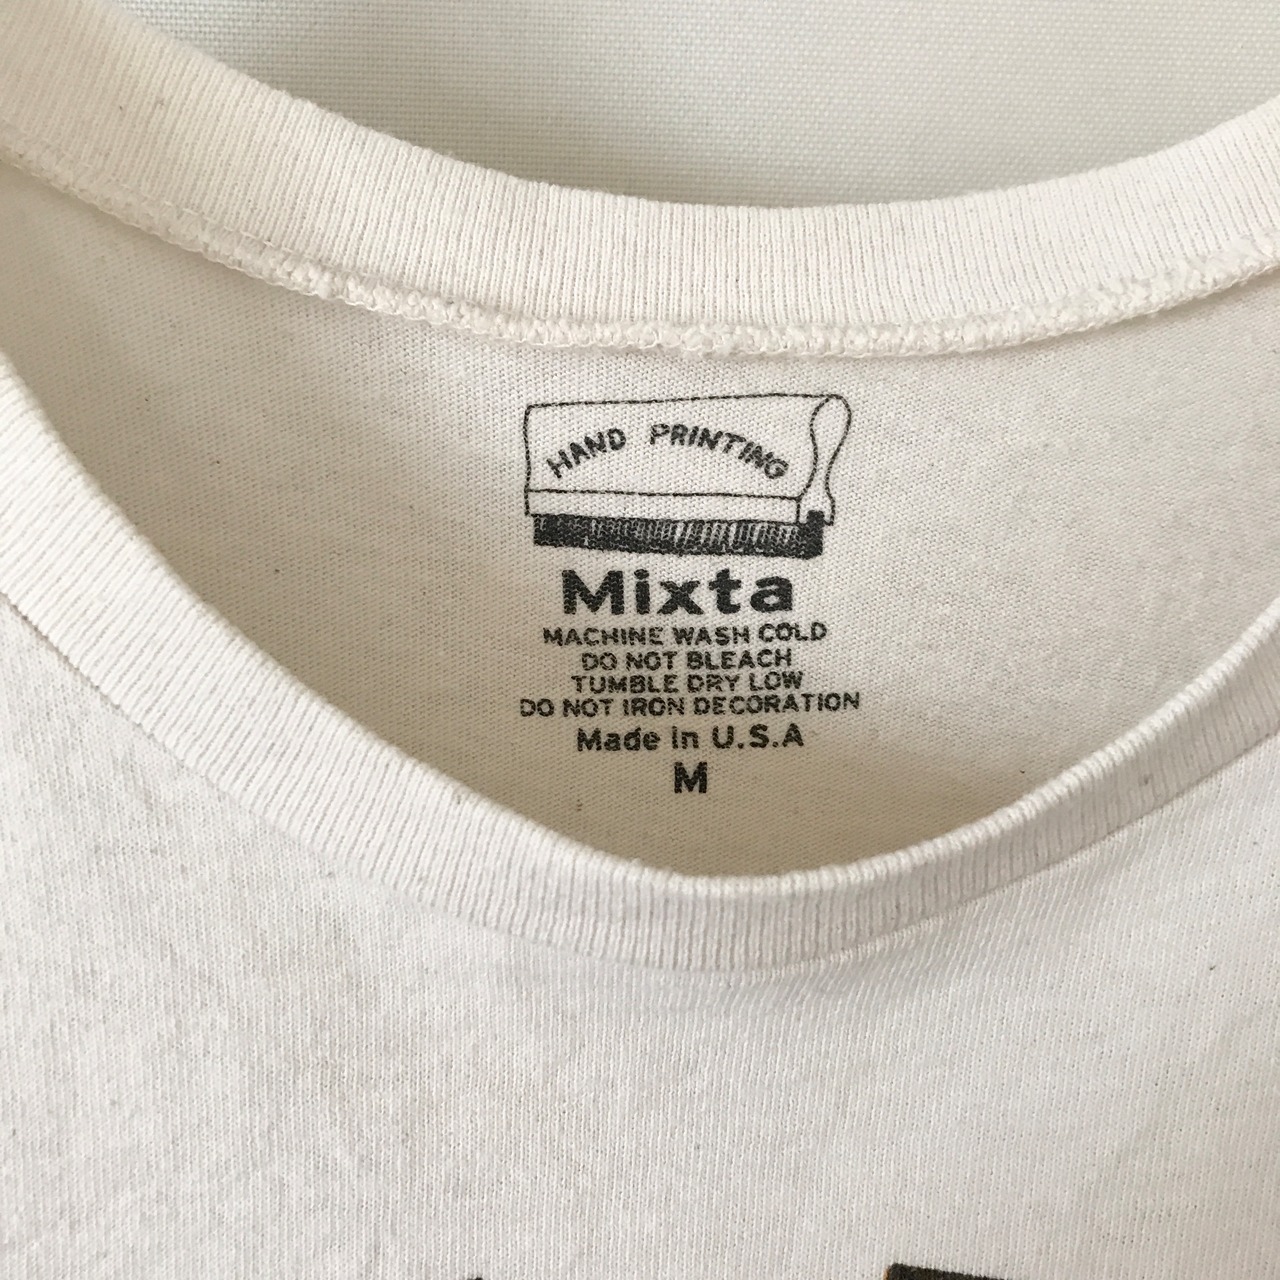 HAND PRINTING
Mixta
MACHINE WASH COLD
DO NOT BLEACH
TUMBLE DRY LOW
DO NOT IRON DECORATION
Made in U.S.A
M